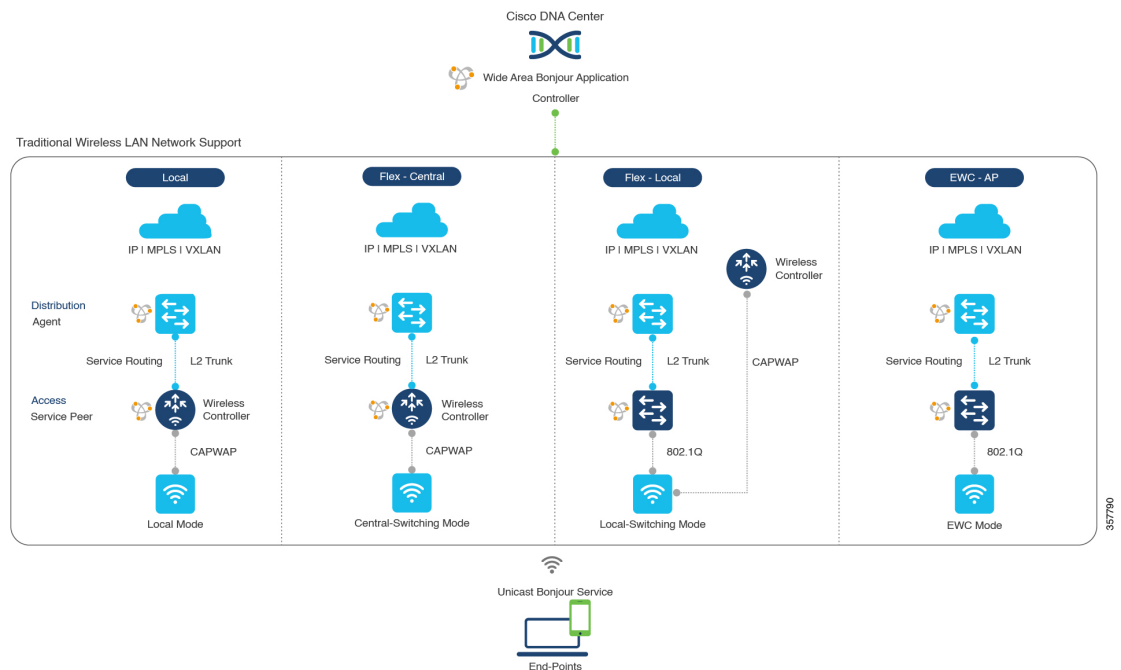 Cisco DNA Center
Wide Area Bonjour Application
Controller
Traditional Wireless LAN Network Support
Local
Flex - Central
Flex - Local
EWC - AP
IP | MPLS | VXLAN
IP | MPLS | VXLAN
IP | MPLS | VXLAN
IP | MPLS | VXLAN
Wireless
Controller
Distribution
Agent
Service Routing
L2 Trunk
Service Routing
L2 Trunk
Service Routing
L2 Trunk
CAPWAP
Service Routing
L2 Trunk
Access
Service Peer
Wireless
Controller
Wireless
Controller
CAPWAP
CAPWAP
802.1Q
802.1Q
Local Mode
Central-Switching Mode
Local-Switching Mode
EWC Mode
357790
Unicast Bonjour Service
End-Points